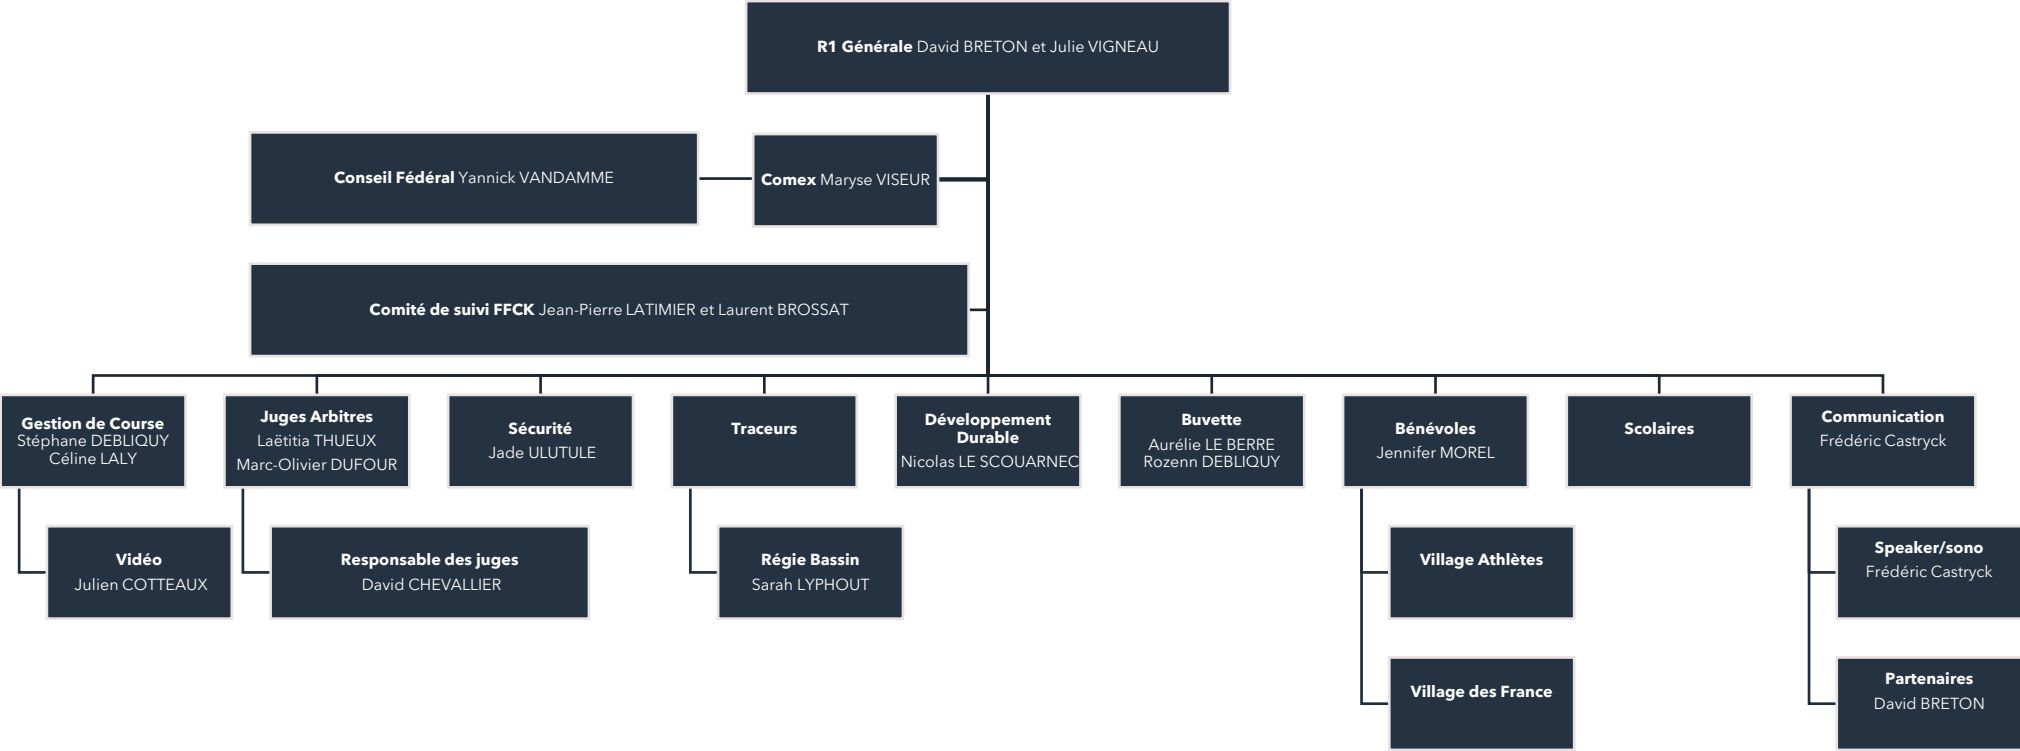 R1 Générale David BRETON et Julie VIGNEAU
Conseil Fédéral Yannick VANDAMME
Comex Maryse VISEUR
Comité de suivi FFCK Jean-Pierre LATIMIER et Laurent BROSSAT
Gestion de Course
Stéphane DEBLIQUY
Céline LALY
Juges Arbitres
Laëtitia THUEUX
Marc-Olivier DUFOUR
Sécurité
Jade ULUTULE
Traceurs
Développement
Durable
Nicolas LE SCOUARNEC
Buvette
Aurélie LE BERRE
Rozenn DEBLIQUY
Bénévoles
Jennifer MOREL
Scolaires
Communication
Frédéric Castryck
Vidéo
Julien COTTEAUX
Responsable des juges
David CHEVALLIER
Régie Bassin
Sarah LYPHOUT
Village Athlètes
Speaker/sono
Frédéric Castryck
Village des France
Partenaires
David BRETON